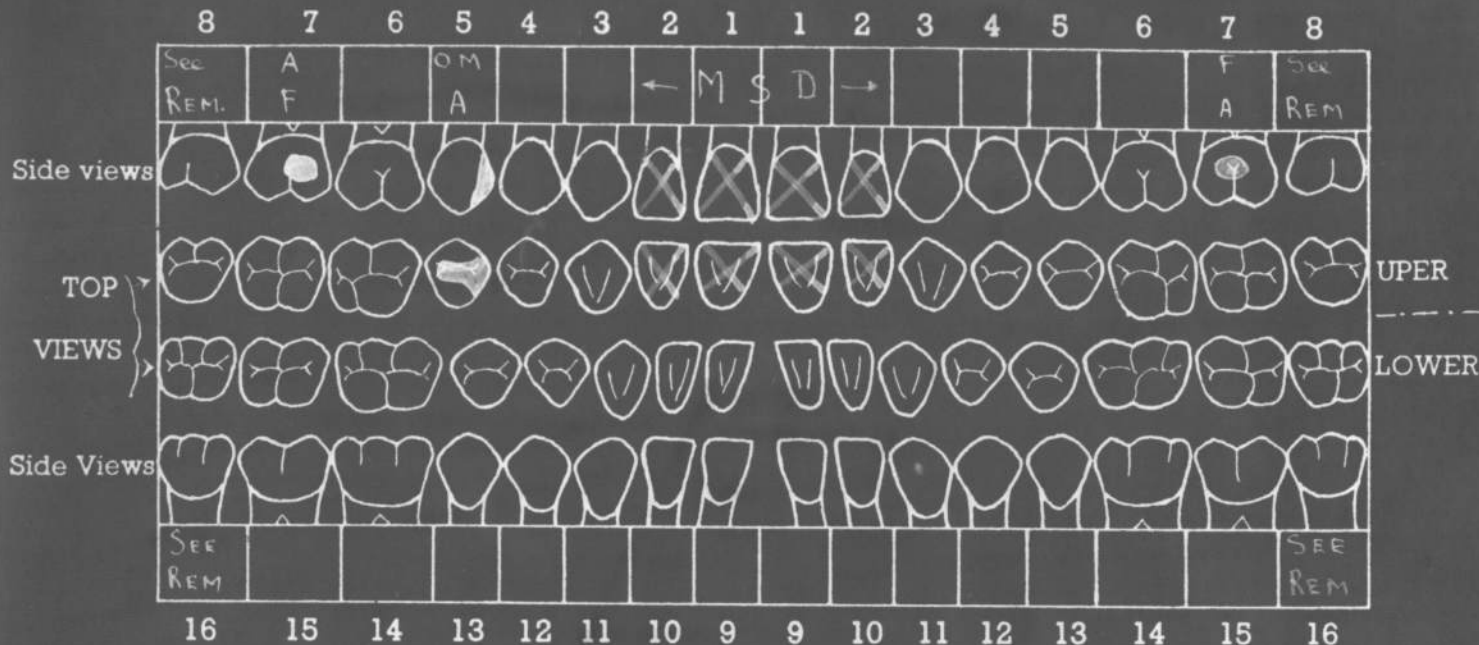 8 7 6 5 4 3 2 1 1 2 3 4 5 6 7 8
See A OM ← M S D → F See
REM. F A A REM
Side views
TOP
UPER
VIEWS
LOWER
Side Views
SEE SEE
REM REM
16 15 14 13 12 11 10 9 9 10 11 12 13 14 15 16